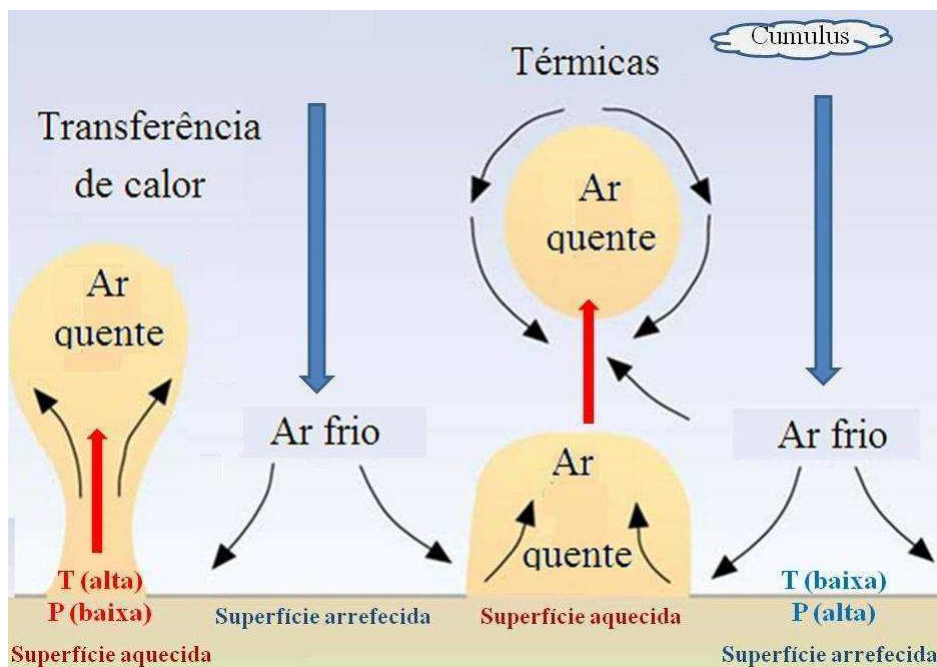 Cumulus
Térmicas
Transferência
de calor
Ar
quente
Ar
quente
Ar frio
Ar frio
Ar
quente
T (alta)
P (baixa)
Superfície aquecida
Superfície arrefecida
Superfície aquecida
T (baixa)
P (alta)
Superfície arrefecida